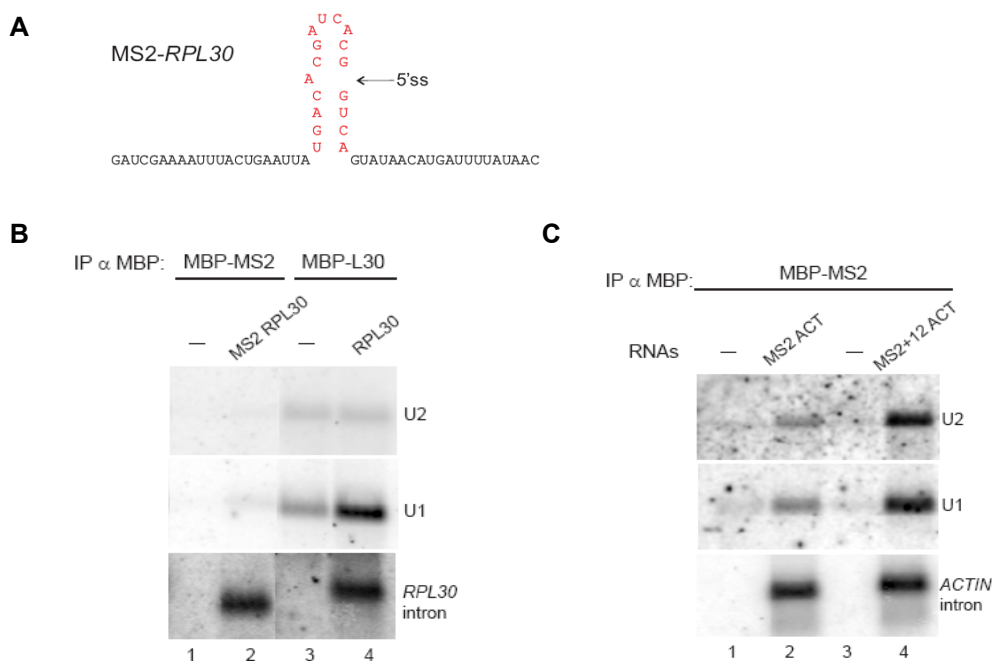 A
MS2-RPL30
U C
A A
G C
C G
A
5'ss
C G
A U
G C
U A
GAUCGAAAAUUUACUGAAUUA GUAUAACAUGAUUUUAUAAC
B
IP α MBP: MBP-MS2 MBP-L30
— MS2 RPL30 — RPL30
U2
U1
RPL30
intron
1 2 3 4
C
IP α MBP: MBP-MS2
RNAs — MS2 ACT — MS2+12 ACT
U2
U1
ACTIN
intron
1 2 3 4